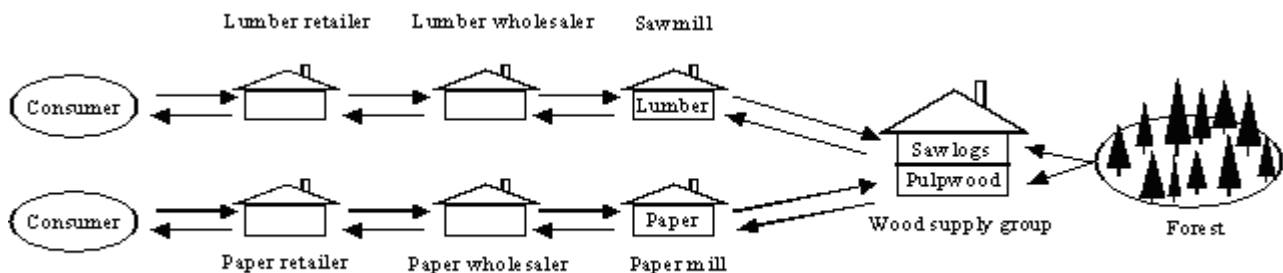 Lumber retailer Lumber wholesaler Sawmill
Consumer Lumber
Sawlogs
Pulpwood
Consumer Paper
Wood supply group Forest
Paper retailer Paper wholesaler Paper mill